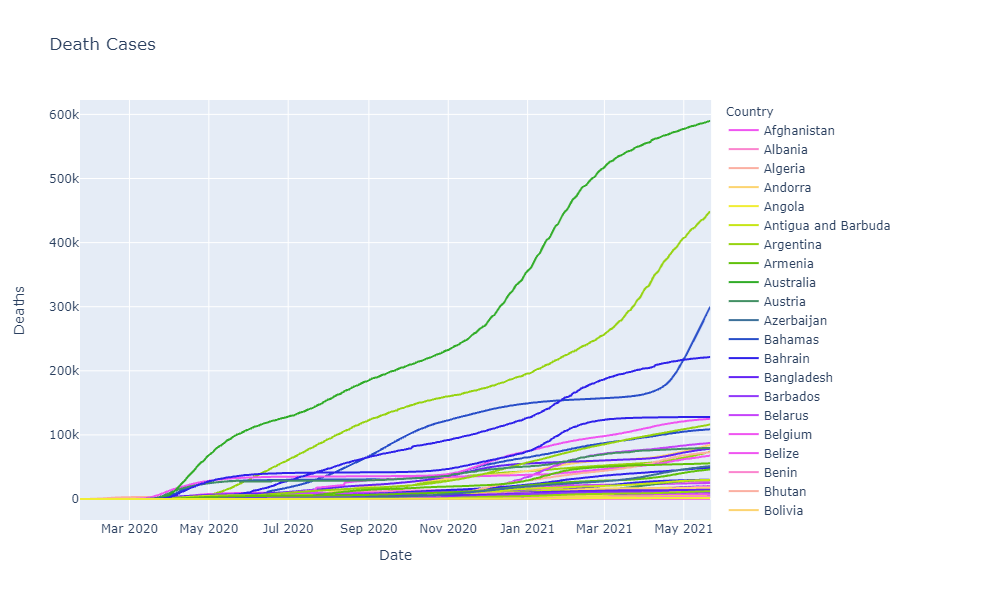 Death Cases
600k
500k
400k
300k
200k
100k
0
Deaths
Mar 2020
May 2020
Jul 2020
Sep 2020
Nov 2020
Jan 2021
Mar 2021
May 2021
Date
Country
Afghanistan
Albania
Algeria
Andorra
Angola
Antigua and Barbuda
Argentina
Armenia
Australia
Austria
Azerbaijan
Bahamas
Bahrain
Bangladesh
Barbados
Belarus
Belgium
Belize
Benin
Bhutan
Bolivia